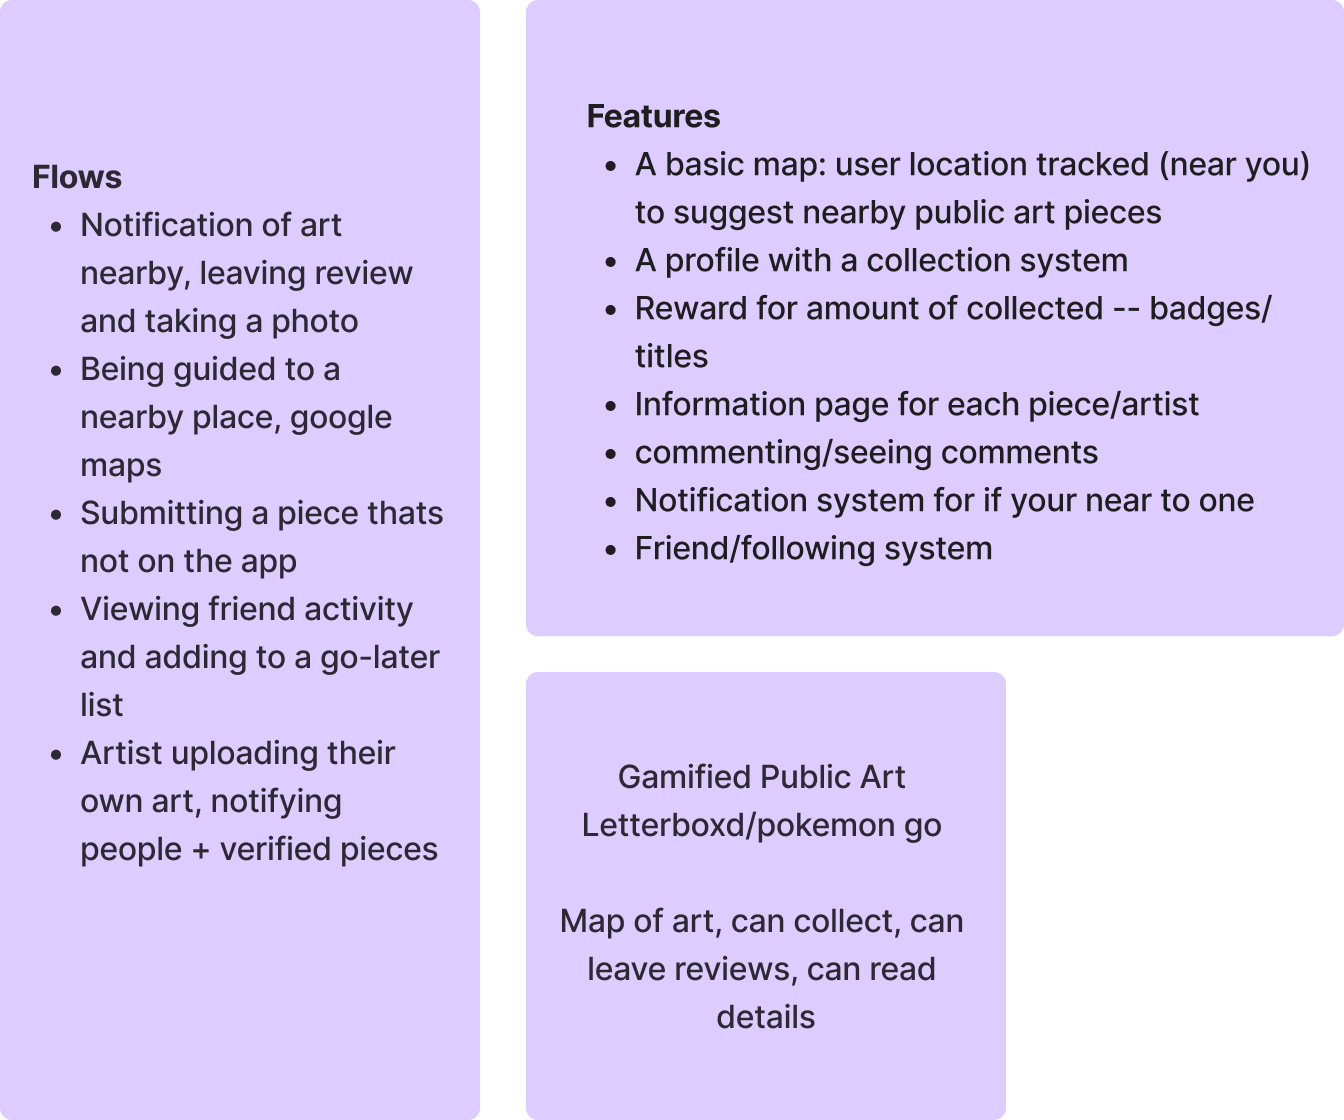 Flows
• Notification of art
nearby, leaving review
and taking a photo
• Being guided to a
nearby place, google
maps
• Submitting a piece thats
not on the app
• Viewing friend activity
and adding to a go-later
list
• Artist uploading their
own art, notifying
people + verified pieces
Features
• A basic map: user location tracked (near you)
to suggest nearby public art pieces
• A profile with a collection system
• Reward for amount of collected -- badges/
titles
• Information page for each piece/artist
• commenting/seeing comments
• Notification system for if your near to one
• Friend/following system
Gamified Public Art
Letterboxd/pokemon go
Map of art, can collect, can
leave reviews, can read
details